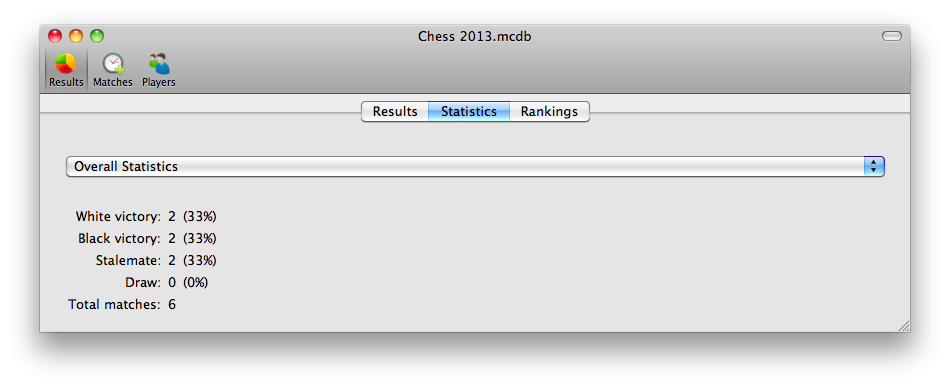 Chess 2013.mcdb
Results Matches Players
Results Statistics Rankings
Overall Statistics
White victory: 2 (33%)
Black victory: 2 (33%)
Stalemate: 2 (33%)
Draw: 0 (0%)
Total matches: 6